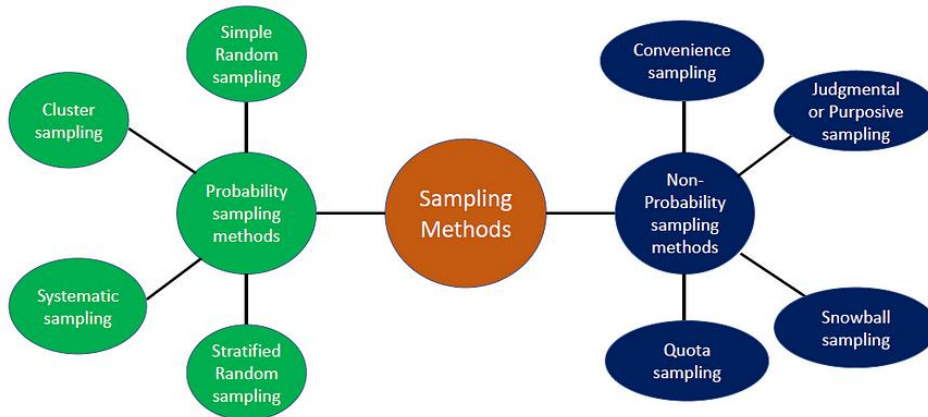 Simple
Random
sampling
Cluster
sampling
Probability
sampling
methods
Systematic
sampling
Stratified
Random
sampling
Sampling
Methods
Convenience
sampling
Judgmental
or Purposive
sampling
Non-
Probability
sampling
methods
Snowball
sampling
Quota
sampling